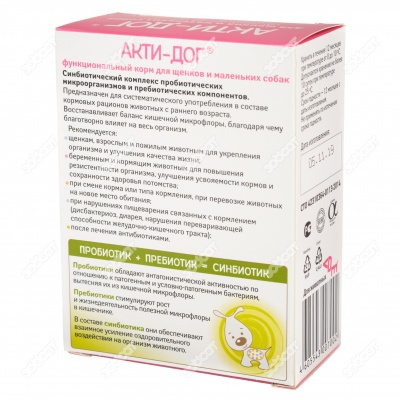 АКТИ-ДОГ®
функциональный корм для щенков и маленьких собак
Синбиотический комплекс пробиотических
микроорганизмов и пребиотических компонентов.
Предназначен для систематического употребления в составе
кормовых рационов животных с раннего возраста.
Восстанавливает баланс кишечной микрофлоры, благодаря чему
благотворно влияет на весь организм.
Рекомендуется:
• щенкам, взрослым и пожилым животным для укрепления
организма и улучшения качества жизни;
• беременным и кормящим животным для повышения
резистентности организма, улучшения усвояемости кормов и
сохранности здоровья потомства;
• при смене корма или типа кормления, при перевозке животных
на новое место обитания;
• при нарушениях пищеварения связанных с кормлением
(дисбактериоз, диарея, нарушения переваривающей
способности желудочно-кишечного тракта);
• после лечения антибиотиками.
ПРОБИОТИК + ПРЕБИОТИК = СИНБИОТИК
Пробиотики обладают антагонистической активностью по
отношению к патогенным и условно-патогенным бактериям,
вытесняя их из кишечной микрофлоры.
Пребиотики стимулируют рост
и жизнедеятельность полезной микрофлоры
в кишечнике.
В составе синбиотика они обеспечивают
взаимное усиление оздоровительного
воздействия на организм животного.
АКТИ-ДОГ
Дата изготовления:
05.11.19